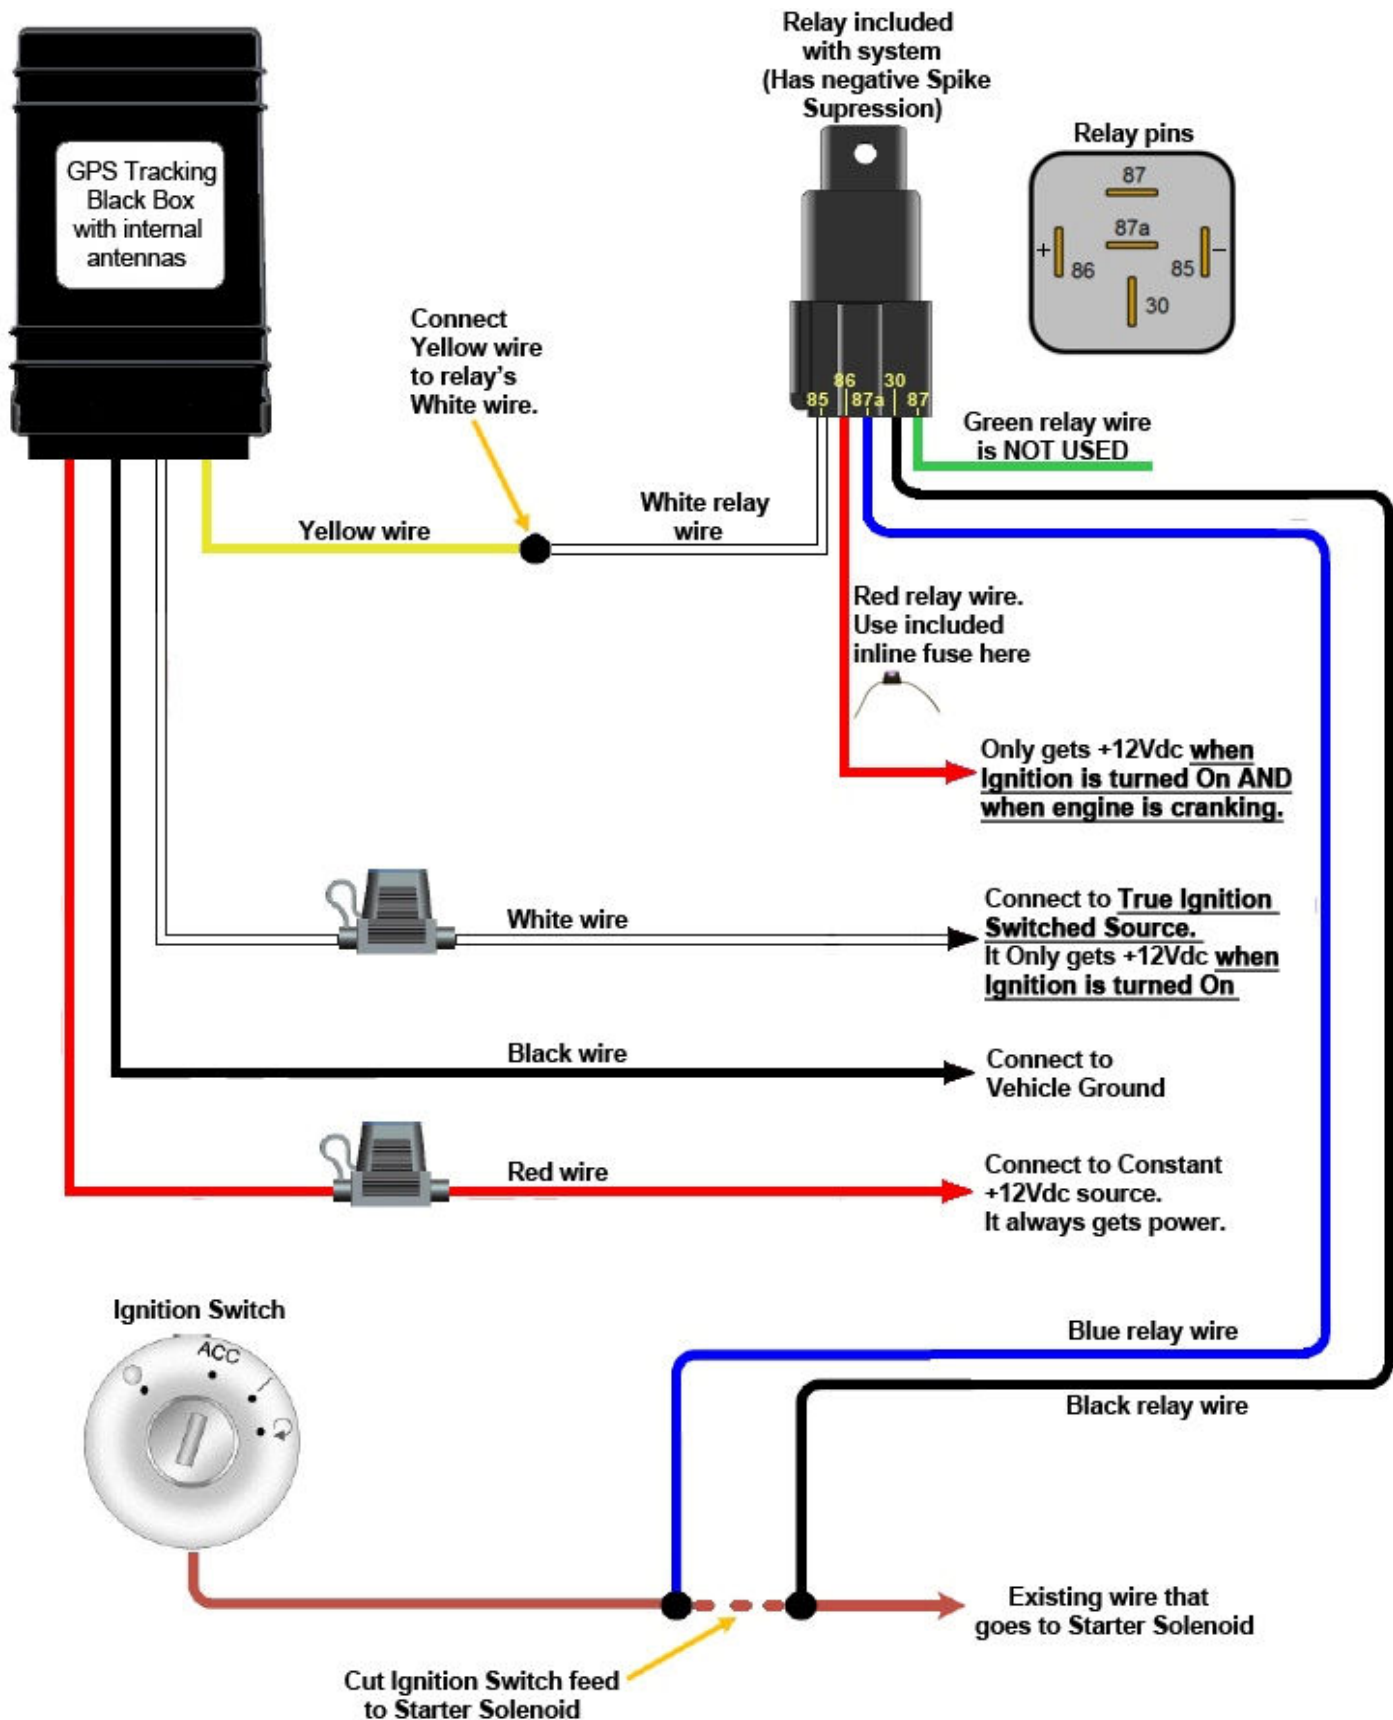 Relay included
with system
(Has negative Spike
Supression)
Relay pins
87
87a
+
86
85
−
30
GPS Tracking
Black Box
with internal
antennas
Connect
Yellow wire
to relay's
White wire.
86
30
85
87a
87
Green relay wire
is NOT USED
White relay
wire
Yellow wire
Red relay wire.
Use included
inline fuse here
Only gets +12Vdc when
Ignition is turned On AND
when engine is cranking.
White wire
Connect to True Ignition
Switched Source.
It Only gets +12Vdc when
Ignition is turned On
Black wire
Connect to
Vehicle Ground
Red wire
Connect to Constant
+12Vdc source.
It always gets power.
Ignition Switch
ACC
Blue relay wire
Black relay wire
Existing wire that
goes to Starter Solenoid
Cut Ignition Switch feed
to Starter Solenoid